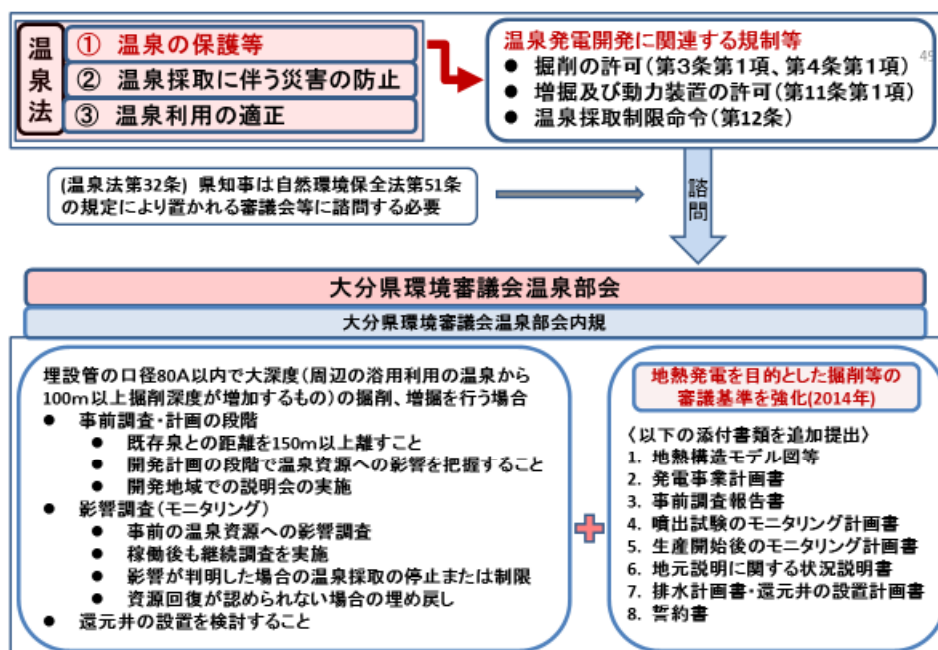 温泉法
① 温泉の保護等
② 温泉採取に伴う災害の防止
③ 温泉利用の適正
温泉発電開発に関連する規制等
● 掘削の許可(第3条第1項、第4条第1項)
● 増掘及び動力装置の許可(第11条第1項)
● 温泉採取制限命令(第12条)
49
(温泉法第32条) 県知事は自然環境保全法第51条
の規定により置かれる審議会等に諮問する必要
諮問
大分県環境審議会温泉部会
大分県環境審議会温泉部会内規
埋設管の口径80A以内で大深度(周辺の浴用利用の温泉から
100m以上掘削深度が増加するもの)の掘削、増掘を行う場合
● 事前調査・計画の段階
● 既存泉との距離を150m以上離すこと
● 開発計画の段階で温泉資源への影響を把握すること
● 開発地域での説明会の実施
● 影響調査(モニタリング)
● 事前の温泉資源への影響調査
● 稼働後も継続調査を実施
● 影響が判明した場合の温泉採取の停止または制限
● 資源回復が認められない場合の埋め戻し
● 還元井の設置を検討すること
地熱発電を目的とした掘削等の
審議基準を強化(2014年)
〈以下の添付書類を追加提出〉
1. 地熱構造モデル図等
2. 発電事業計画書
3. 事前調査報告書
4. 噴出試験のモニタリング計画書
5. 生産開始後のモニタリング計画書
6. 地元説明に関する状況説明書
7. 排水計画書・還元井の設置計画書
8. 誓約書